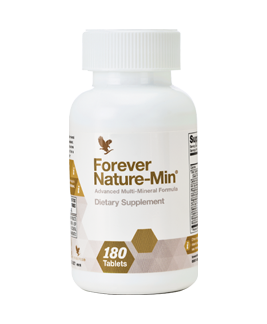 Forever
Nature-Min®
Advanced Multi-Mineral Formula
Dietary Supplement
180
Tablets